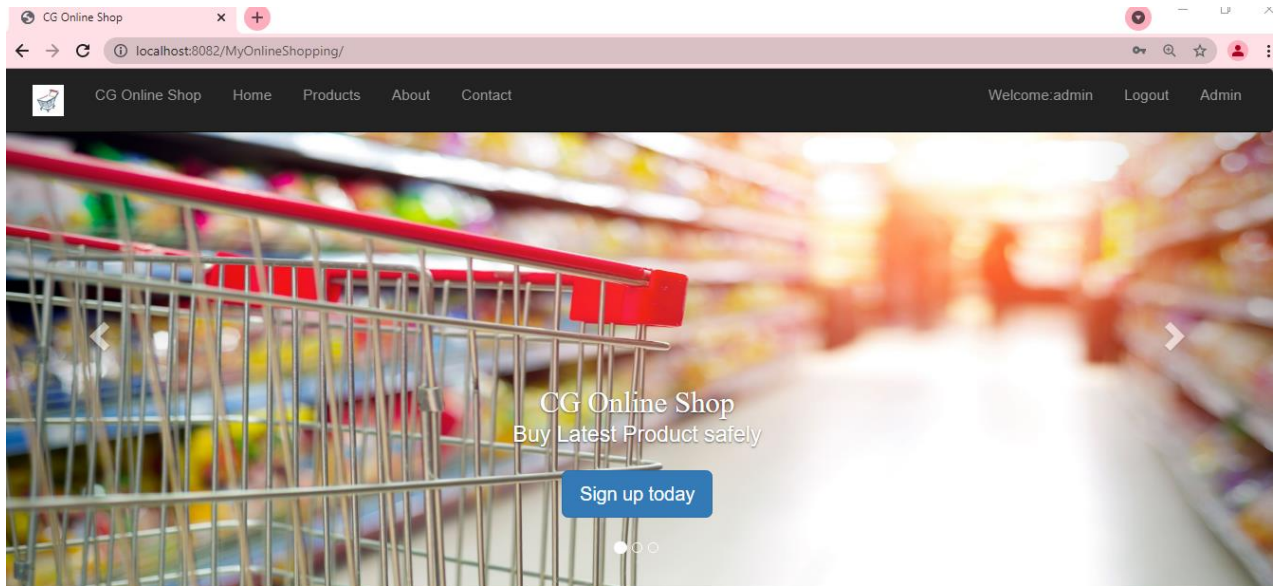 CG Online Shop
localhost:8082/MyOnlineShopping/
CG Online Shop Home Products About Contact Welcome:admin Logout Admin
CG Online Shop
Buy Latest Product safely
Sign up today